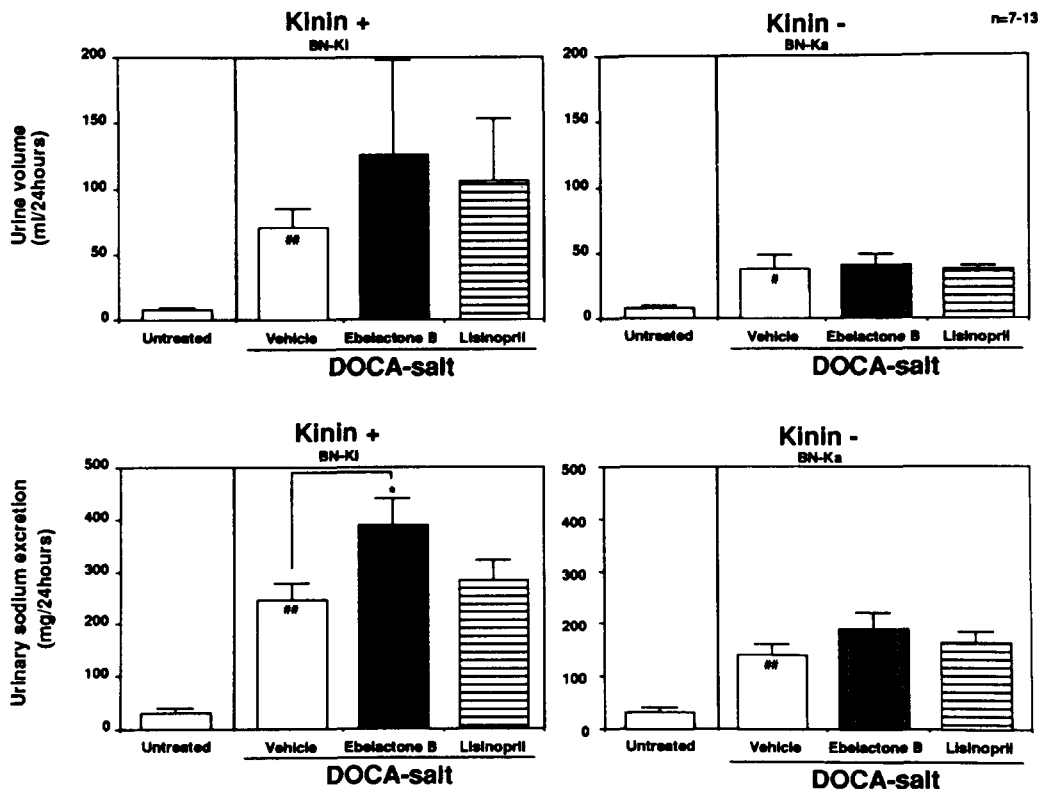 Kinin +
BN-Ki
Urine volume
(ml/24hours)
200
150
100
50
0
##
Untreated
Vehicle
Ebelactone B
Lisinopril
DOCA-salt
Kinin -
BN-Ka
n=7-13
200
150
100
50
0
#
Untreated
Vehicle
Ebelactone B
Lisinopril
DOCA-salt
Kinin +
BN-Ki
Urinary sodium excretion
(mg/24hours)
500
400
300
200
100
0
*
##
Untreated
Vehicle
Ebelactone B
Lisinopril
DOCA-salt
Kinin -
BN-Ka
500
400
300
200
100
0
##
Untreated
Vehicle
Ebelactone B
Lisinopril
DOCA-salt